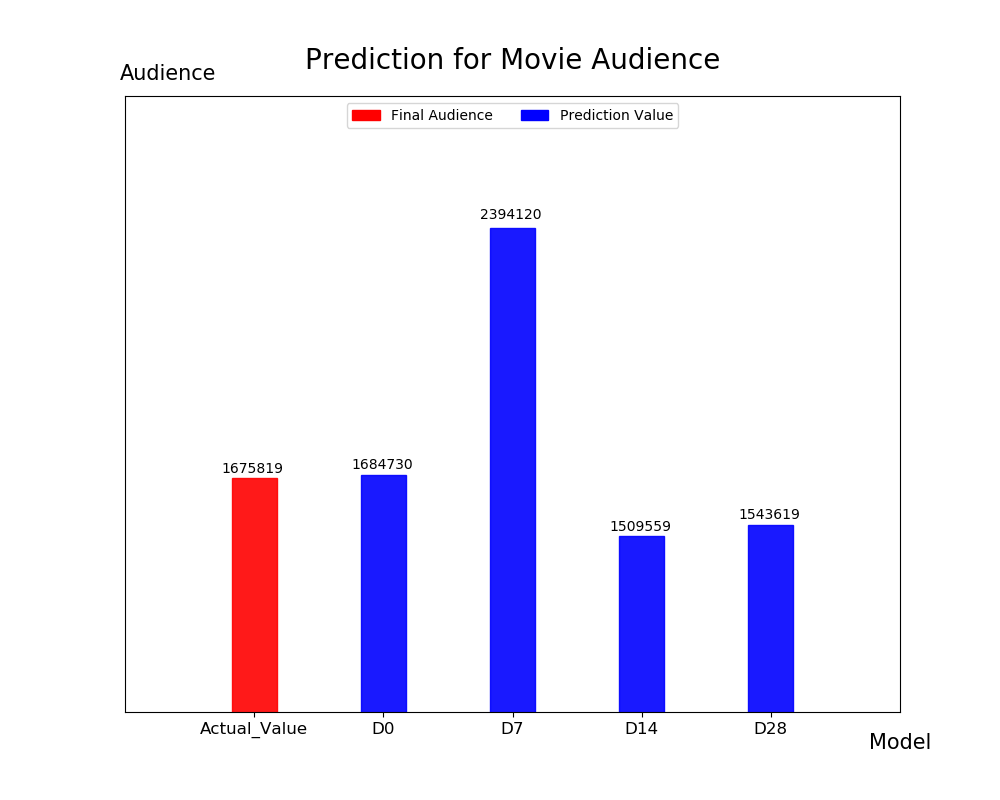 Prediction for Movie Audience
Audience
Final Audience
Prediction Value
2394120
1675819
1684730
1509559
1543619
Actual_Value
D0
D7
D14
D28
Model